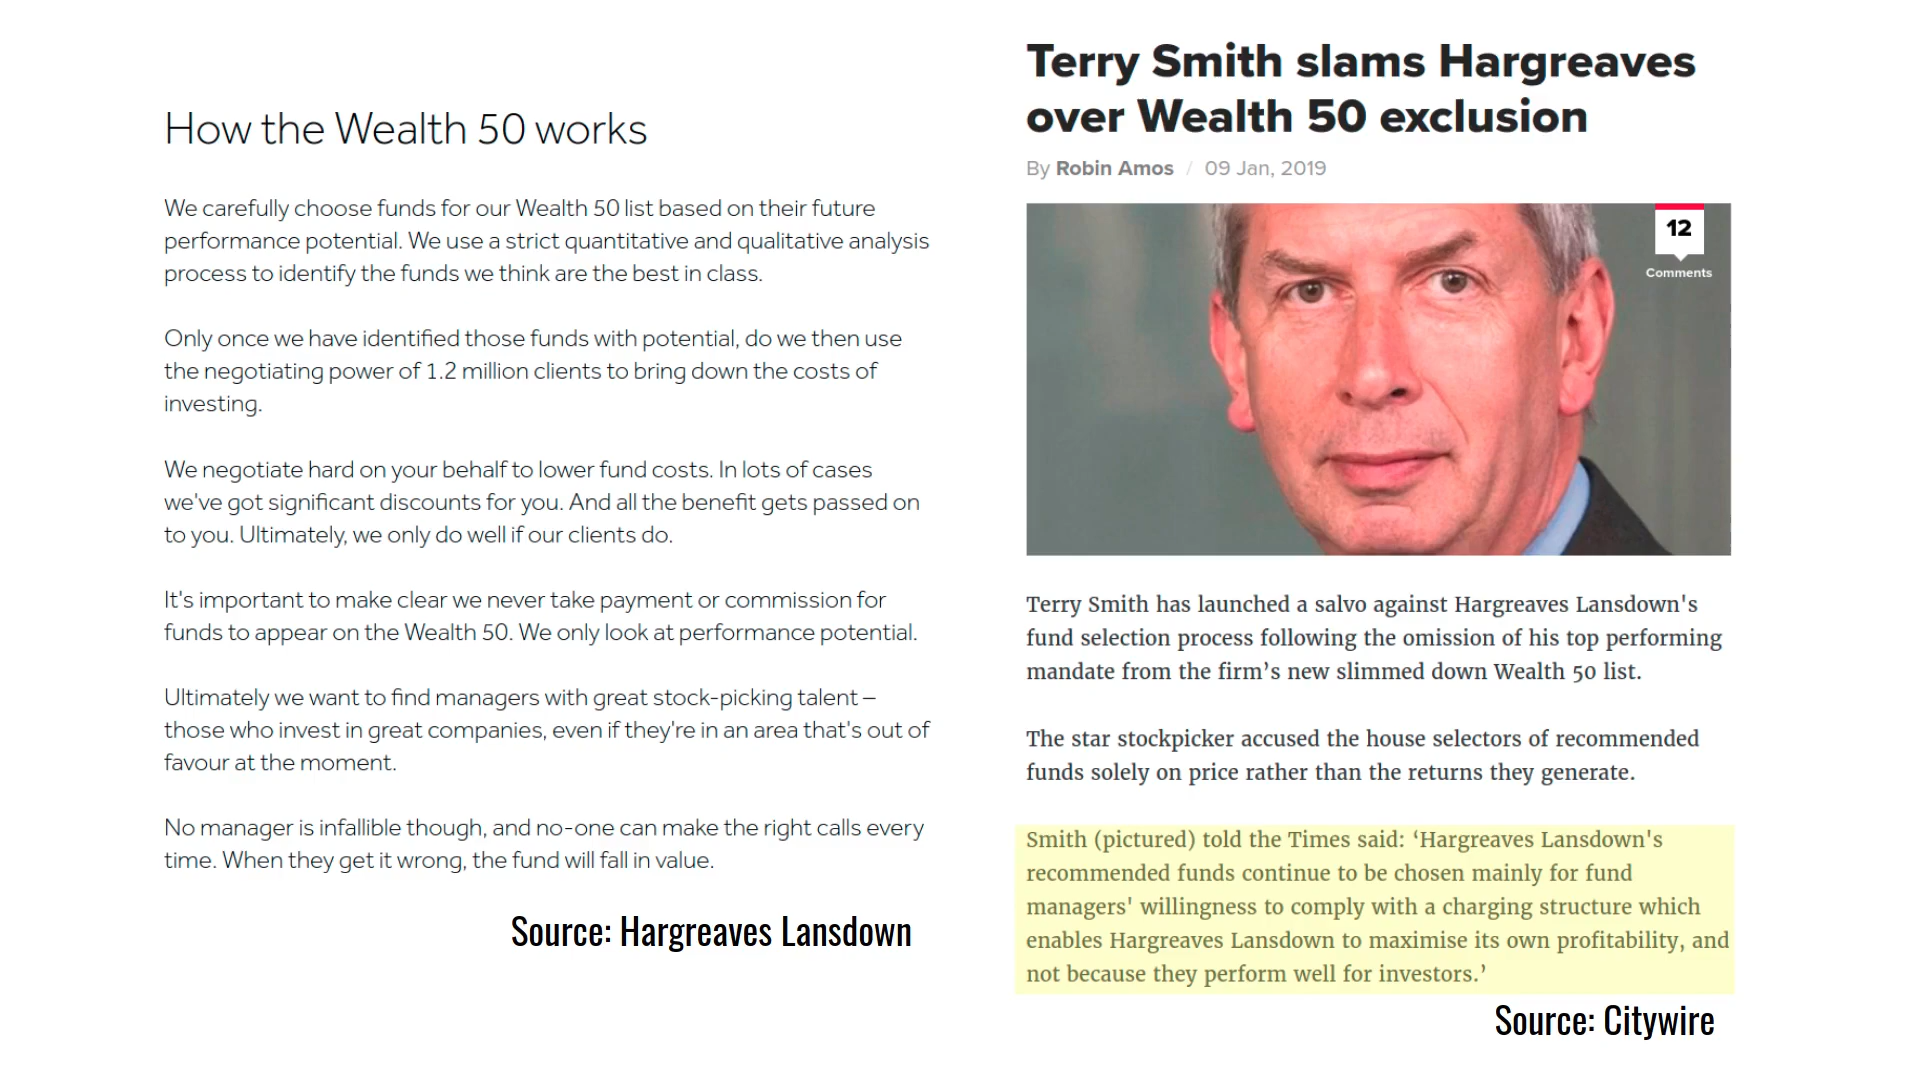 How the Wealth 50 works
We carefully choose funds for our Wealth 50 list based on their future
performance potential. We use a strict quantitative and qualitative analysis
process to identify the funds we think are the best in class.
Only once we have identified those funds with potential, do we then use
the negotiating power of 1.2 million clients to bring down the costs of
investing.
We negotiate hard on your behalf to lower fund costs. In lots of cases
we've got significant discounts for you. And all the benefit gets passed on
to you. Ultimately, we only do well if our clients do.
It's important to make clear we never take payment or commission for
funds to appear on the Wealth 50. We only look at performance potential.
Ultimately we want to find managers with great stock-picking talent –
those who invest in great companies, even if they're in an area that's out of
favour at the moment.
No manager is infallible though, and no-one can make the right calls every
time. When they get it wrong, the fund will fall in value.
Source: Hargreaves Lansdown
Terry Smith slams Hargreaves
over Wealth 50 exclusion
By Robin Amos / 09 Jan, 2019
12
Comments
Terry Smith has launched a salvo against Hargreaves Lansdown's
fund selection process following the omission of his top performing
mandate from the firm’s new slimmed down Wealth 50 list.
The star stockpicker accused the house selectors of recommended
funds solely on price rather than the returns they generate.
Smith (pictured) told the Times said: ‘Hargreaves Lansdown's
recommended funds continue to be chosen mainly for fund
managers' willingness to comply with a charging structure which
enables Hargreaves Lansdown to maximise its own profitability, and
not because they perform well for investors.’
Source: Citywire